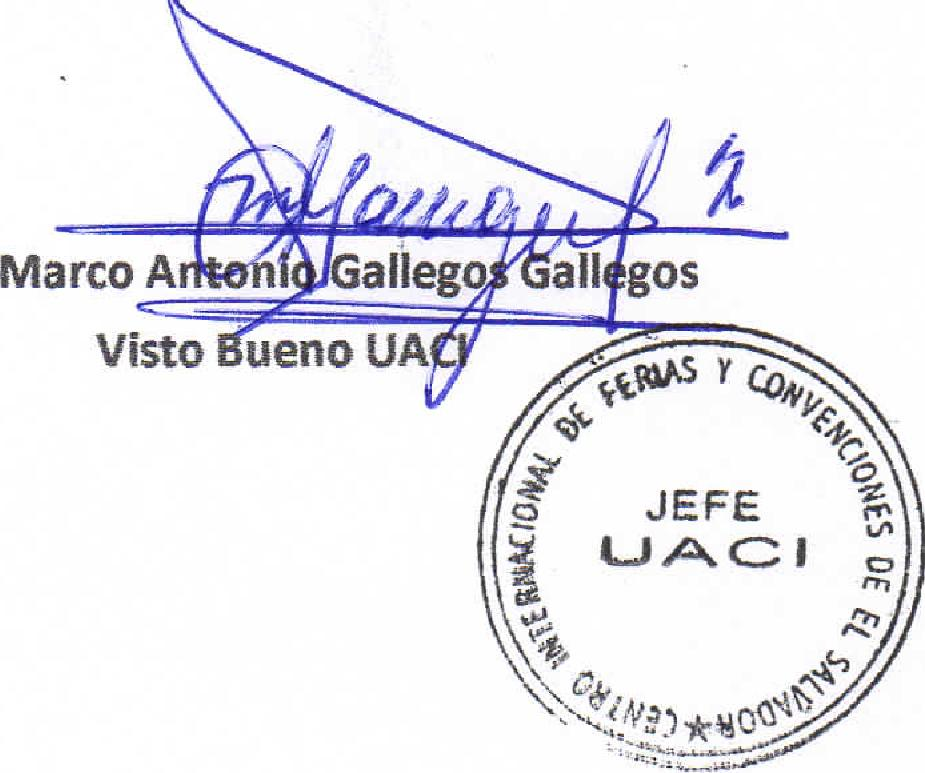 Marco Antonio Gallegos Gallegos
Visto Bueno UACI
CENTRO INTERNACIONAL DE FERIAS Y CONVENCIONES DE EL SALVADOR
JEFE
UACI